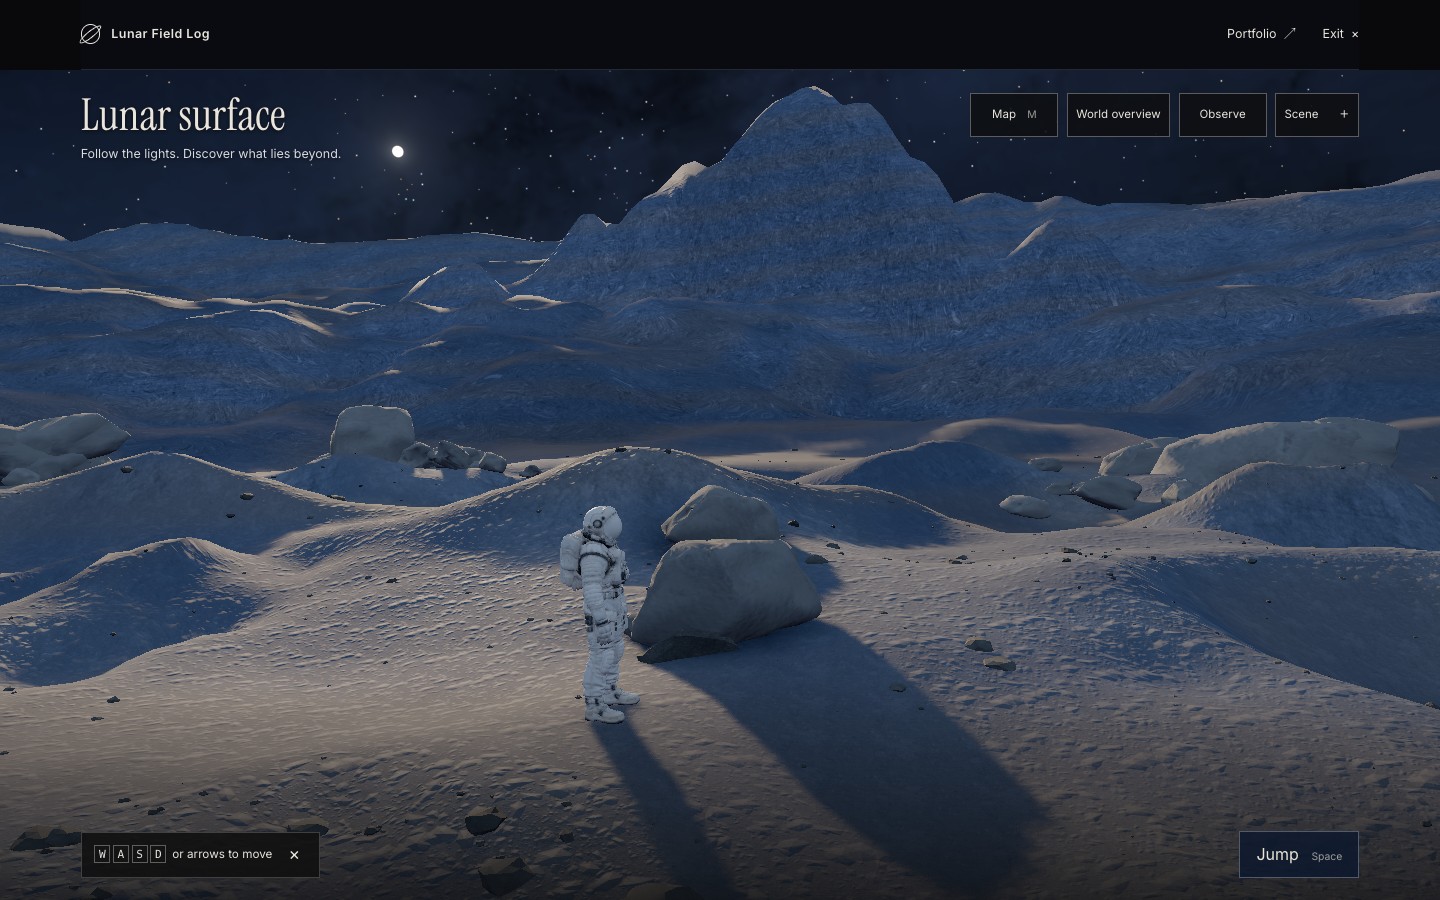 Lunar Field Log
Portfolio ↗
Exit ×
Lunar surface
Follow the lights. Discover what lies beyond.
Map M
World overview
Observe
Scene +
W A S D or arrows to move ×
Jump Space